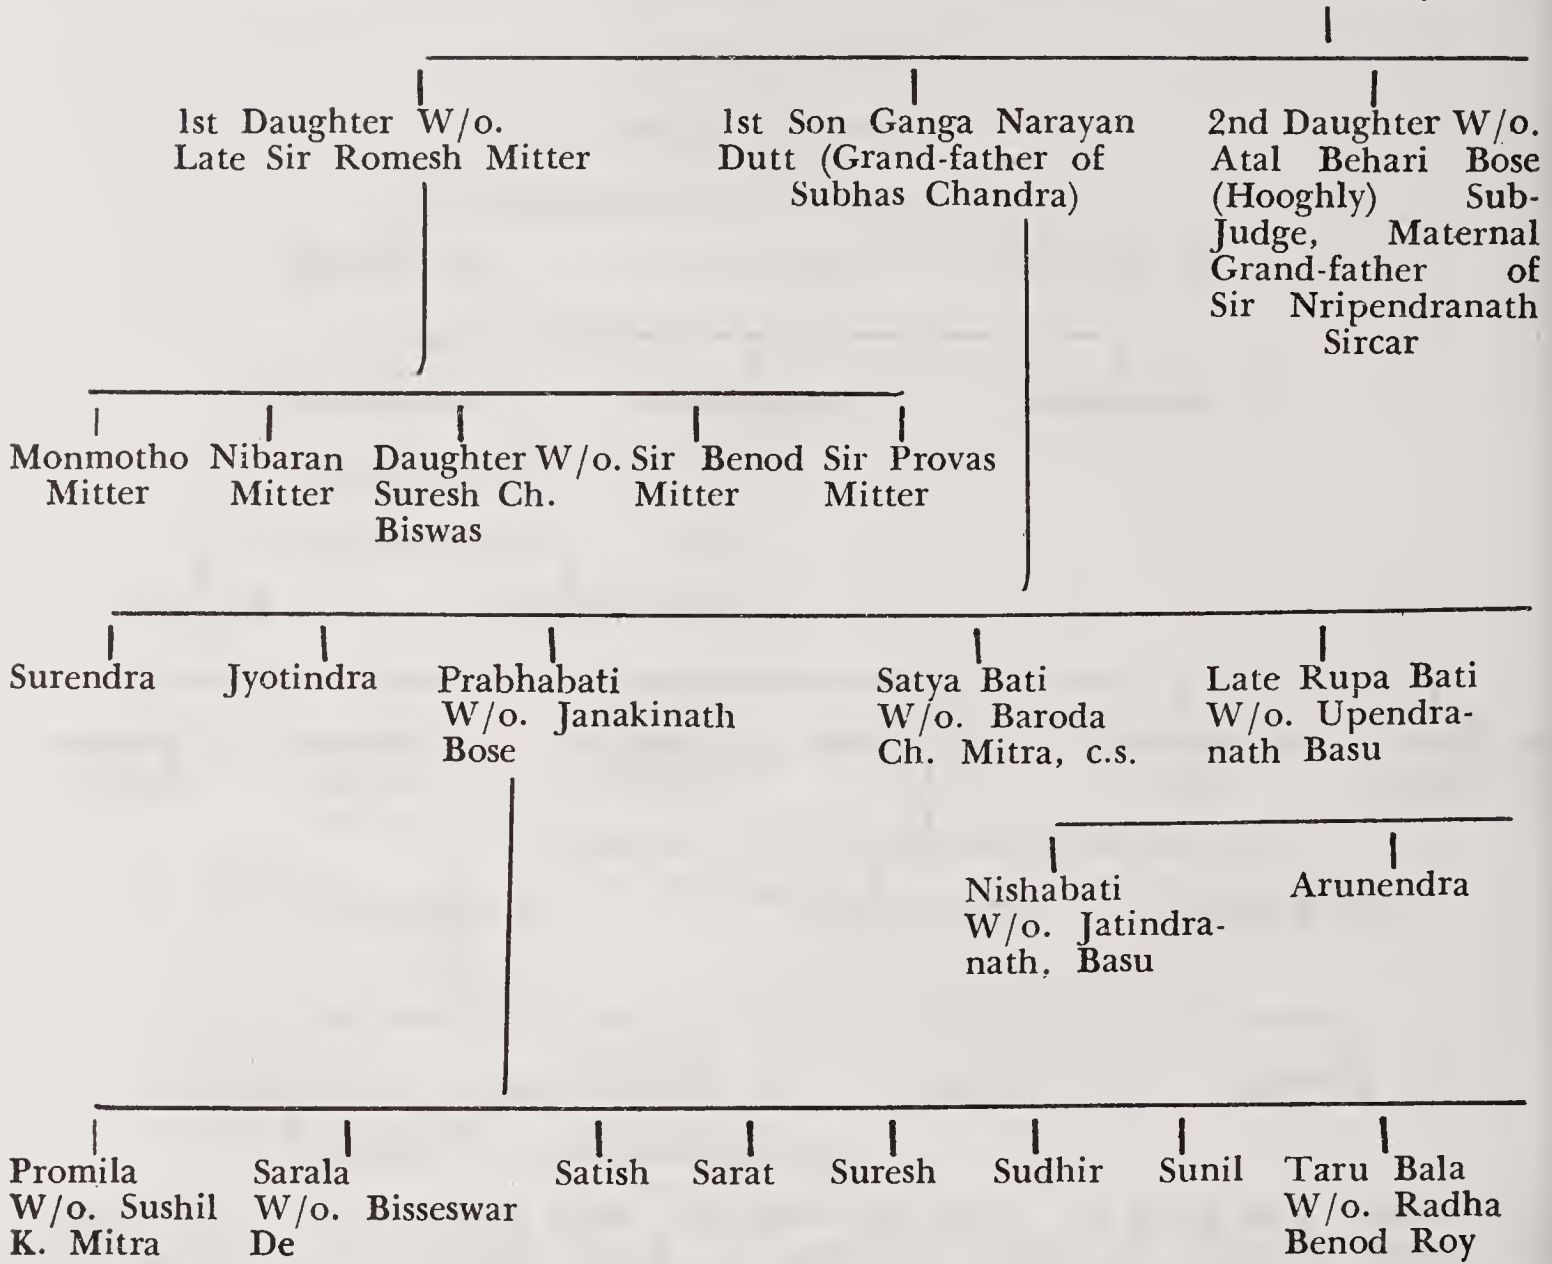 1st Daughter W/o.
Late Sir Romesh Mitter
1st Son Ganga Narayan
Dutt (Grand-father of
Subhas Chandra)
2nd Daughter W/o.
Atal Behari Bose
(Hooghly) Sub-
Judge, Maternal
Grand-father of
Sir Nripendranath
Sircar
Monmotho
Mitter
Nibaran
Mitter
Daughter W/o.
Suresh Ch.
Biswas
Sir Benod
Mitter
Sir Provas
Mitter
Surendra
Jyotindra
Prabhabati
W/o. Janakinath
Bose
Satya Bati
W/o. Baroda
Ch. Mitra, c.s.
Late Rupa Bati
W/o. Upendra-
nath Basu
Nishabati
W/o. Jatindra-
nath, Basu
Arunendra
Promila
W/o. Sushil
K. Mitra
Sarala
W/o. Bisseswar
De
Satish
Sarat
Suresh
Sudhir
Sunil
Taru Bala
W/o. Radha
Benod Roy